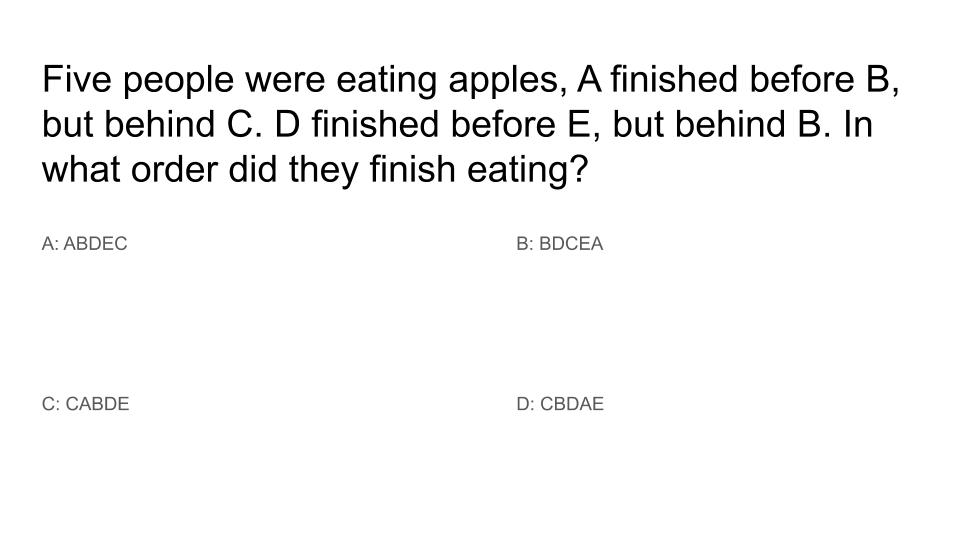 Five people were eating apples, A finished before B,
but behind C. D finished before E, but behind B. In
what order did they finish eating?
A: ABDEC
B: BDCEA
C: CABDE
D: CBDAE